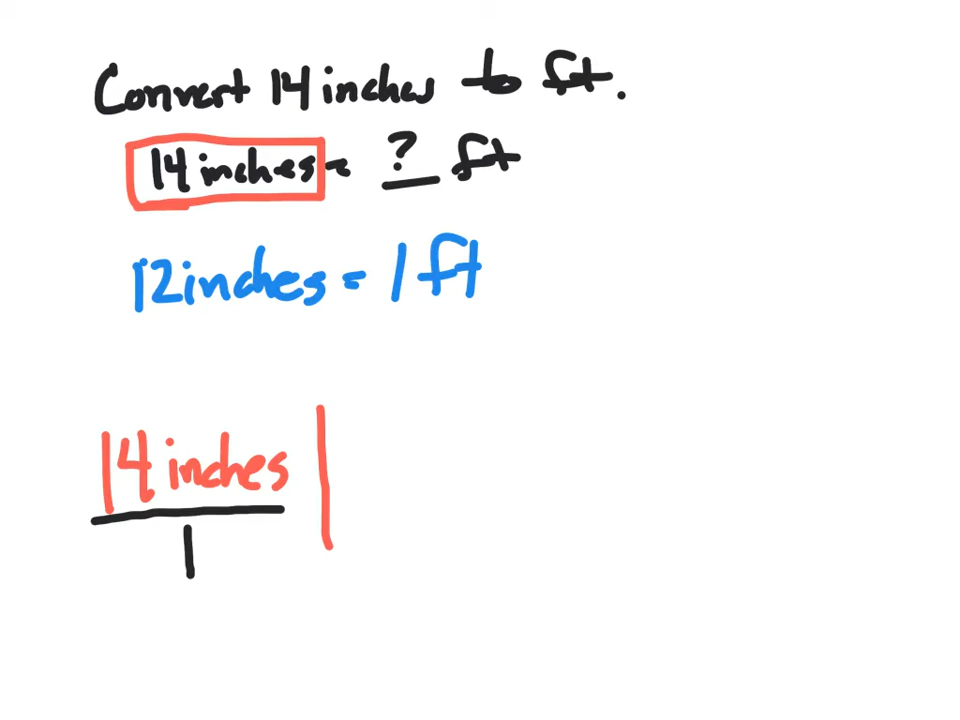 Convert 14 inches to ft.
14 inches = ? ft
12 inches = 1 ft
14 inches
1